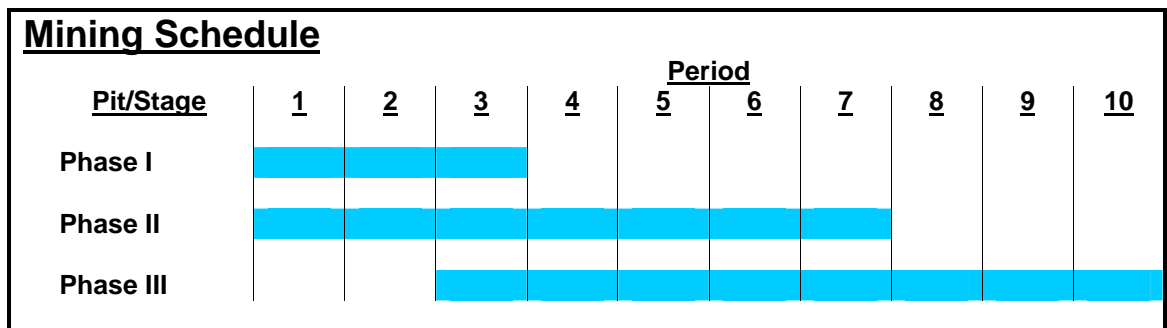 Mining Schedule
Period
Pit/Stage 1 2 3 4 5 6 7 8 9 10
Phase I
Phase II
Phase III